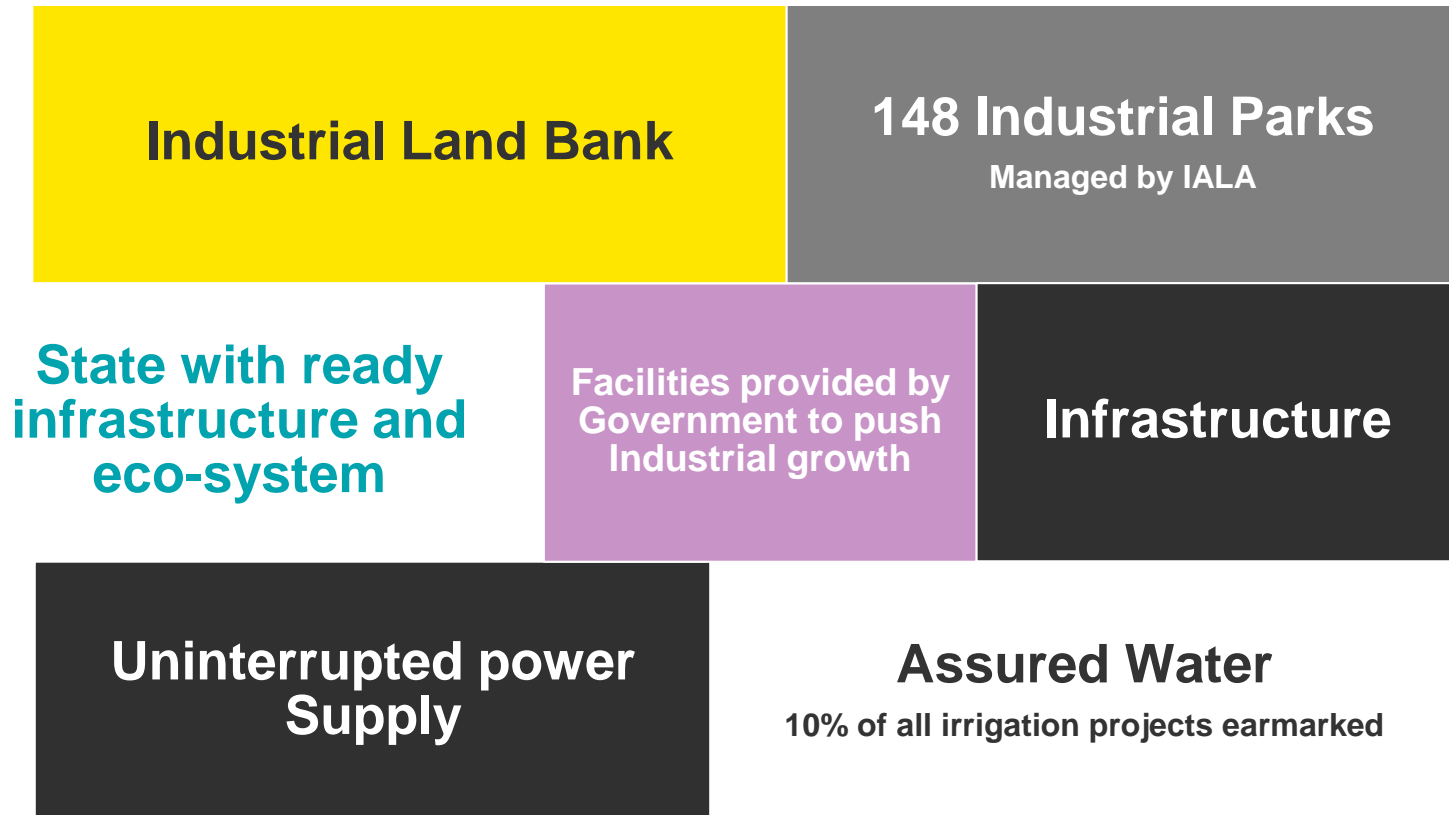 Industrial Land Bank
148 Industrial Parks
Managed by IALA
State with ready
infrastructure and
eco-system
Facilities provided by
Government to push
Industrial growth
Infrastructure
Uninterrupted power
Supply
Assured Water
10% of all irrigation projects earmarked